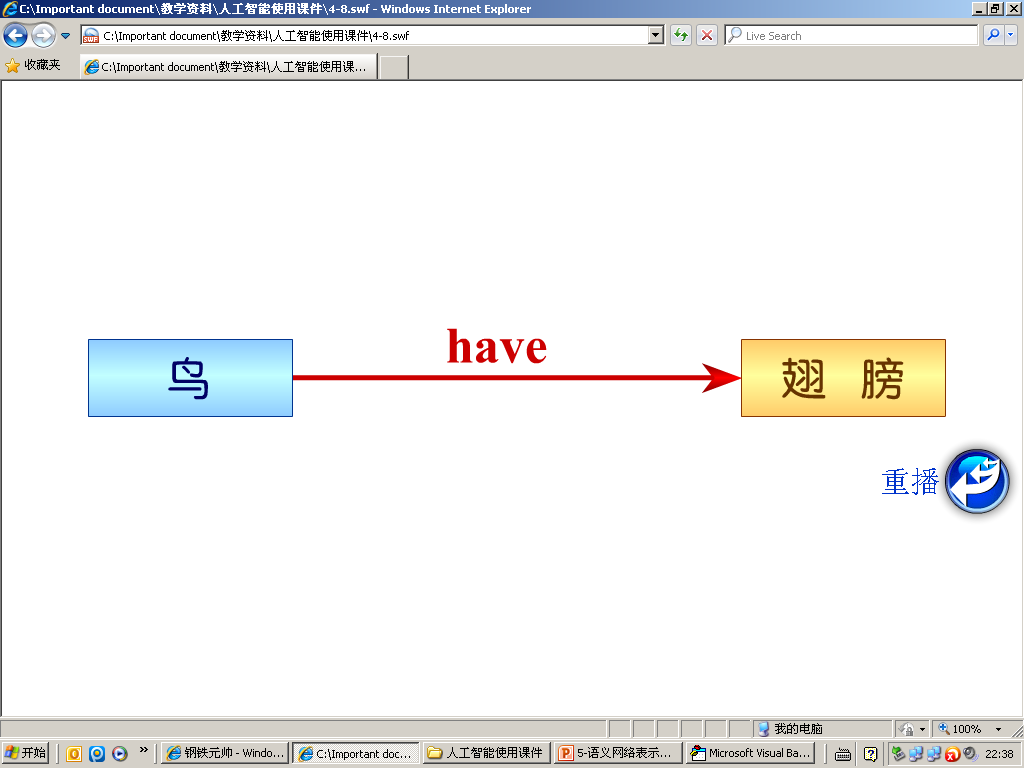 C:\Important document\教学资料\人工智能使用课件\4-8.swf - Windows Internet Explorer
C:\Important document\教学资料\人工智能使用课件\4-8.swf
Live Search
收藏夹
C:\Important document\教学资料\人工智能使用课...
have
鸟
翅 膀
重播
我的电脑
100%
开始
钢铁元帅 - Windo...
C:\Important doc...
人工智能使用课件
5-语义网络表示...
Microsoft Visual Ba...
22:38